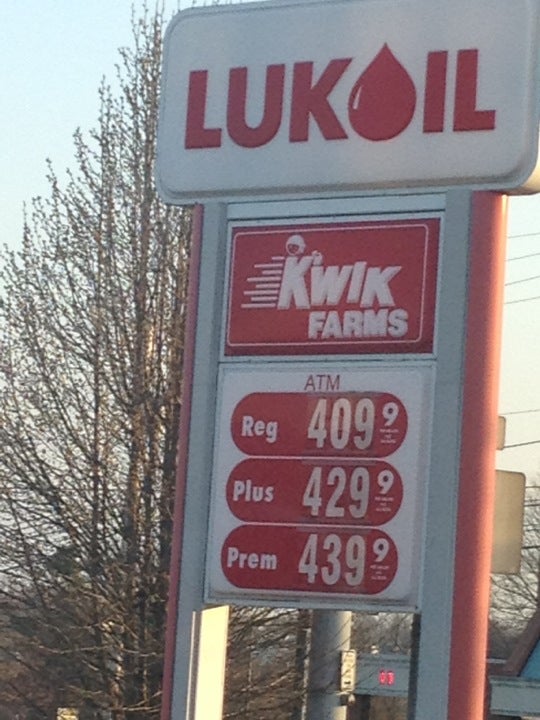 LUKOIL
KWIK
FARMS
ATM
Reg 409 9
Plus 429 9
Prem 439 9